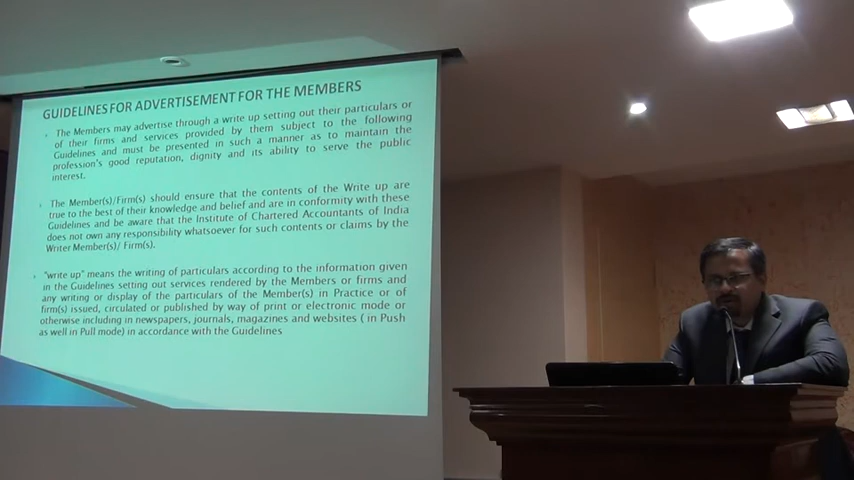 GUIDELINES FOR ADVERTISEMENT FOR THE MEMBERS
The Members may advertise through a write up setting out their particulars or
of their firms and services provided by them subject to the following
Guidelines and must be presented in such a manner as to maintain the
profession's good reputation, dignity and its ability to serve the public
interest.
The Member(s)/Firm(s) should ensure that the contents of the Write up are
true to the best of their knowledge and belief and are in conformity with these
Guidelines and be aware that the Institute of Chartered Accountants of India
does not own any responsibility whatsoever for such contents or claims by the
Writer Member(s)/ Firm(s).
"write up" means the writing of particulars according to the information given
in the Guidelines setting out services rendered by the Members or firms and
any writing or display of the particulars of the Member(s) in Practice or of
firm(s) issued, circulated or published by way of print or electronic mode or
otherwise including in newspapers, journals, magazines and websites ( in Push
as well in Pull mode) in accordance with the Guidelines